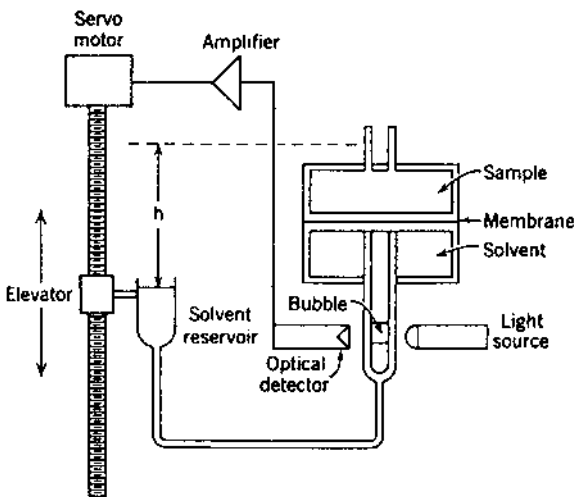 Servo
motor
Amplifier
h
Sample
Membrane
Solvent
Elevator
Solvent
reservoir
Bubble
Optical
detector
Light
source